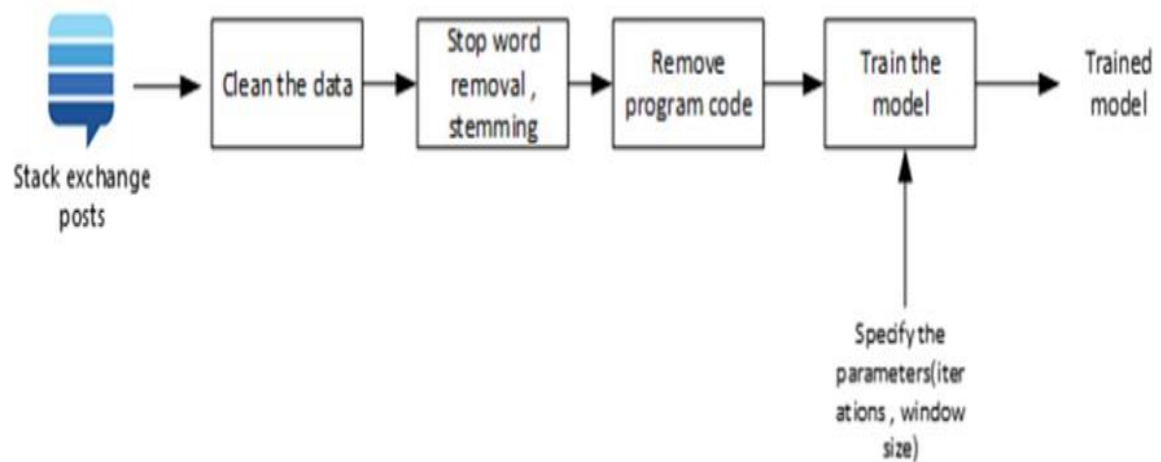 Stack exchange
posts
Clean the data
Stop word
removal ,
stemming
Remove
program code
Train the
model
Trained
model
Specify the
parameters(iter
ations , window
size)